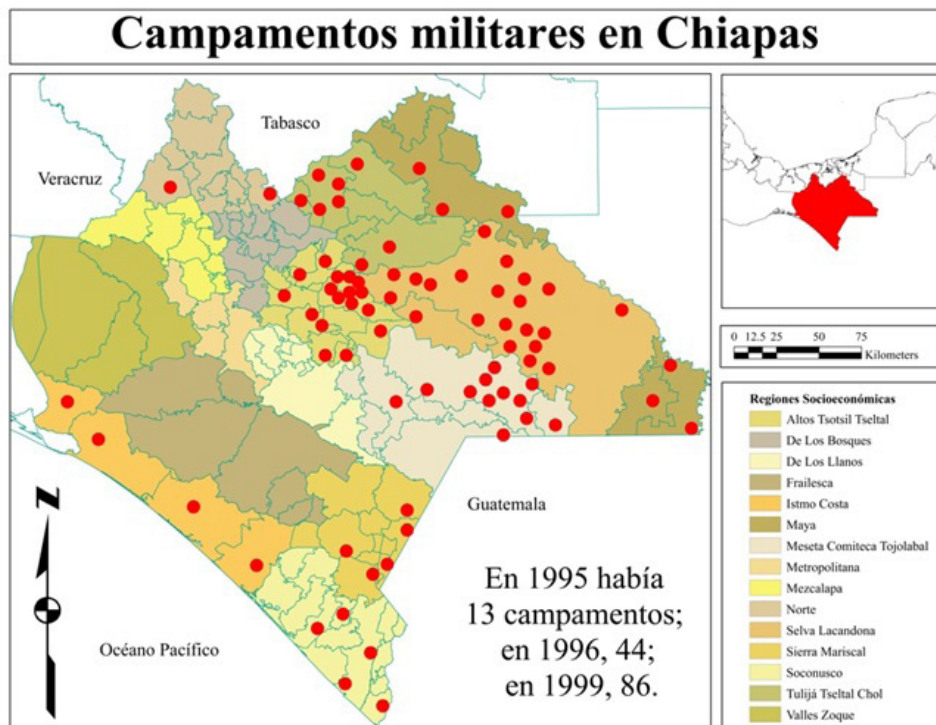 Campamentos militares en Chiapas
Tabasco
Veracruz
Guatemala
Océano Pacífico
N
En 1995 había
13 campamentos;
en 1996, 44;
en 1999, 86.
0 12.5 25 50 75
Kilometers
Regiones Socioeconómicas
Altos Tsotsil Tseltal
De Los Bosques
De Los Llanos
Frailesca
Istmo Costa
Maya
Meseta Comiteca Tojolabal
Metropolitana
Mezcalapa
Norte
Selva Lacandona
Sierra Mariscal
Soconusco
Tulijá Tseltal Chol
Valles Zoque